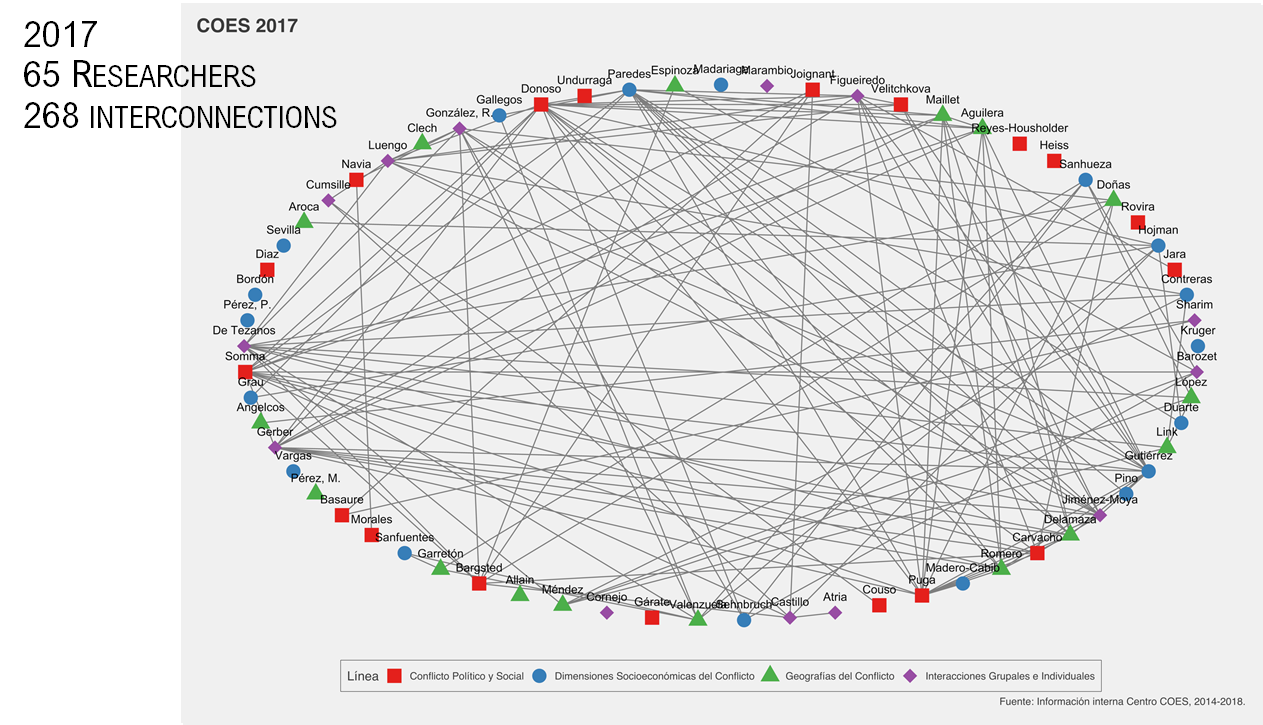 2017
65 RESEARCHERS
268 INTERCONNECTIONS
COES 2017
Espinoza
Madariaga
Marambio
Joignant
Paredes
Figueiredo
Undurraga
Velitchkova
Donoso
Gallegos
Maillet
González, R.
Aguilera
Clech
Reyes-Housholder
Luengo
Heiss
Navia
Sanhueza
Cumsille
Doñas
Aroca
Rovira
Sevilla
Hojman
Diaz
Jara
Bordón
Contreras
Pérez, P.
Sharim
De Tezanos
Kruger
Somma
Barozet
Grau
López
Angelcos
Duarte
Gerber
Link
Vargas
Gutiérrez
Pérez, M.
Pino
Basaure
Jiménez-Moya
Morales
Delamaza
Sanfuentes
Carvacho
Garretón
Romero
Bargsted
Madero-Cabib
Allain
Puga
Méndez
Couso
Cornejo
Atria
Gárate
Valenzuela
Sehnbruch
Castillo
Línea
Conflicto Político y Social
Dimensiones Socioeconómicas del Conflicto
Geografías del Conflicto
Interacciones Grupales e Individuales
Fuente: Información interna Centro COES, 2014-2018.